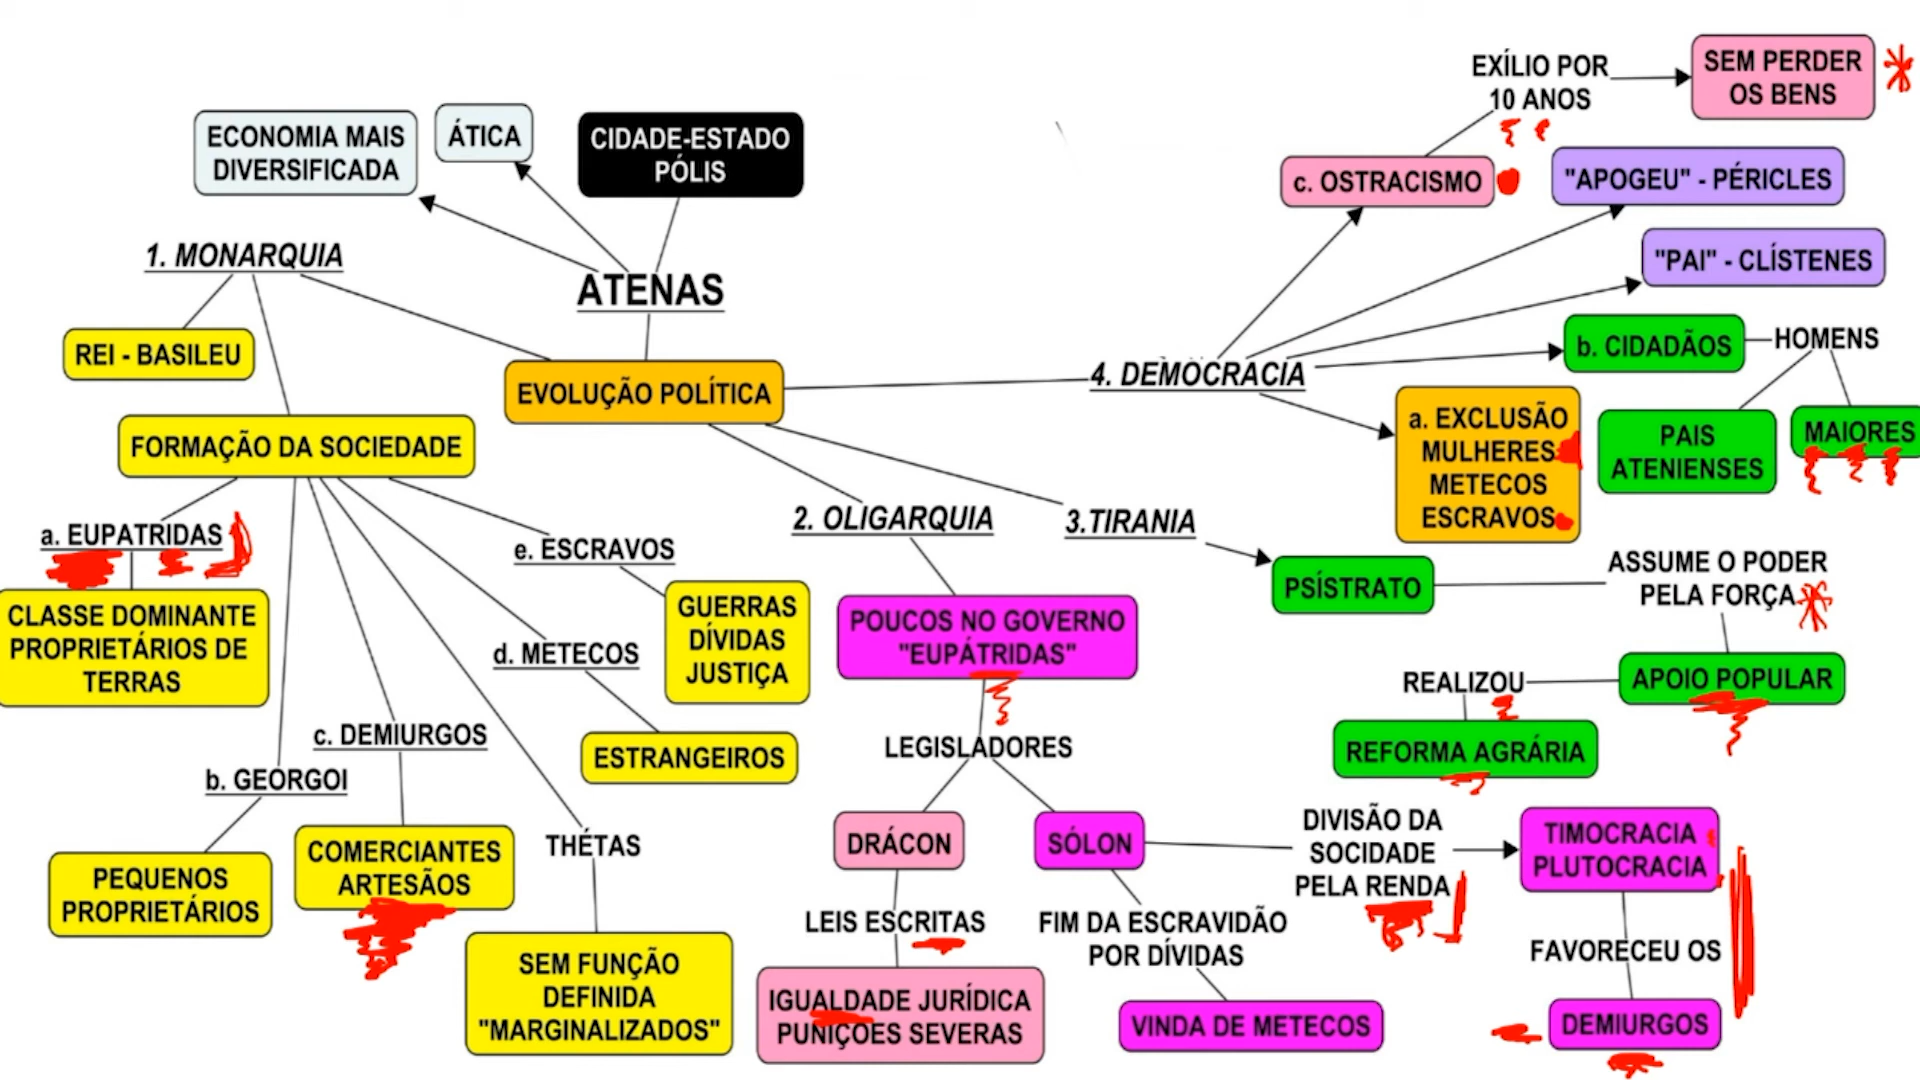 ECONOMIA MAIS
DIVERSIFICADA
ÁTICA
CIDADE-ESTADO
PÓLIS
ATENAS
EVOLUÇÃO POLÍTICA
1. MONARQUIA
REI - BASILEU
FORMAÇÃO DA SOCIEDADE
a. EUPATRIDAS
CLASSE DOMINANTE
PROPRIETÁRIOS DE
TERRAS
b. GEORGOI
PEQUENOS
PROPRIETÁRIOS
c. DEMIURGOS
COMERCIANTES
ARTESÃOS
THÉTAS
SEM FUNÇÃO
DEFINIDA
"MARGINALIZADOS"
d. METECOS
ESTRANGEIROS
e. ESCRAVOS
GUERRAS
DÍVIDAS
JUSTIÇA
2. OLIGARQUIA
POUCOS NO GOVERNO
"EUPÁTRIDAS"
LEGISLADORES
DRÁCON
LEIS ESCRITAS
IGUALDADE JURÍDICA
PUNIÇOES SEVERAS
SÓLON
FIM DA ESCRAVIDÃO
POR DÍVIDAS
VINDA DE METECOS
DIVISÃO DA
SOCIDADE
PELA RENDA
TIMOCRACIA
PLUTOCRACIA
FAVORECEU OS
DEMIURGOS
3.TIRANIA
PSÍSTRATO
ASSUME O PODER
PELA FORÇA
APOIO POPULAR
REALIZOU
REFORMA AGRÁRIA
4. DEMOCRACIA
a. EXCLUSÃO
MULHERES
METECOS
ESCRAVOS
b. CIDADÃOS
HOMENS
PAIS
ATENIENSES
MAIORES
"PAI" - CLÍSTENES
"APOGEU" - PÉRICLES
c. OSTRACISMO
EXÍLIO POR
10 ANOS
SEM PERDER
OS BENS